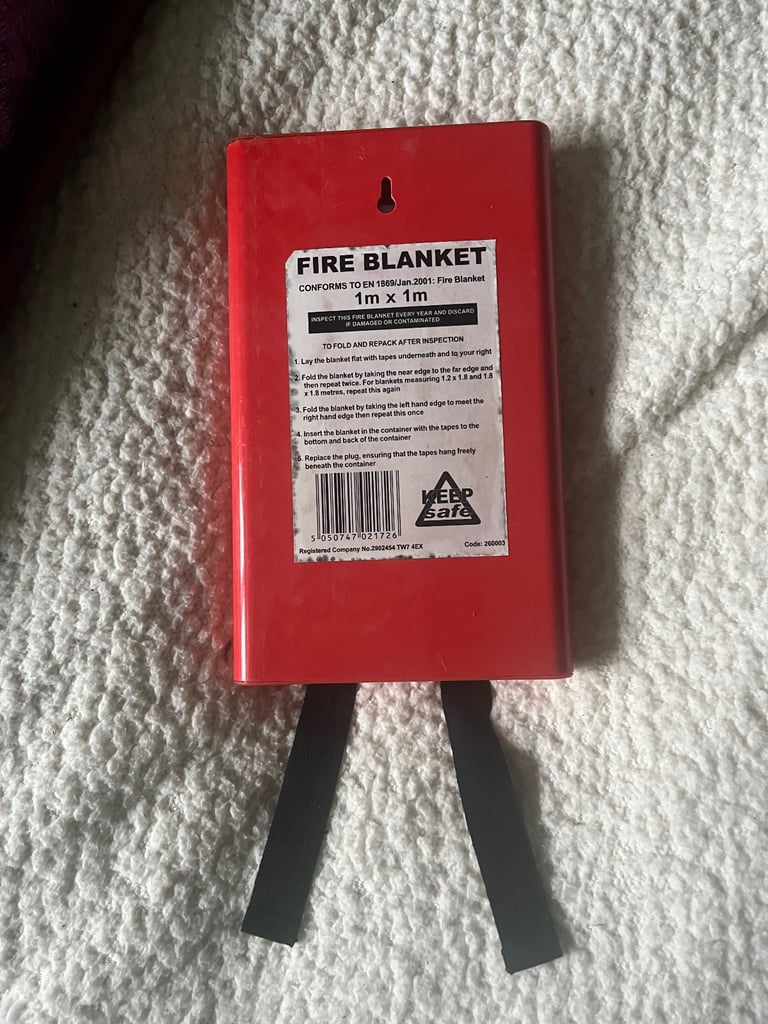 FIRE BLANKET
CONFORMS TO EN 1869/Jan.2001: Fire Blanket
1m x 1m
INSPECT THIS FIRE BLANKET EVERY YEAR AND DISCARD
IF DAMAGED OR CONTAMINATED
TO FOLD AND REPACK AFTER INSPECTION
1. Lay the blanket flat with tapes underneath and to your right
2. Fold the blanket by taking the near edge to the far edge and
then repeat twice. For blankets measuring 1.2 x 1.8 and 1.8
x 1.8 metres, repeat this again
3. Fold the blanket by taking the left hand edge to meet the
right hand edge then repeat this once
4. Insert the blanket in the container with the tapes to the
bottom and back of the container
5. Replace the plug, ensuring that the tapes hang freely
beneath the container
KEEP
safe
5 050747 021726
Registered Company No.2902454 TW7 4EX Code: 260003